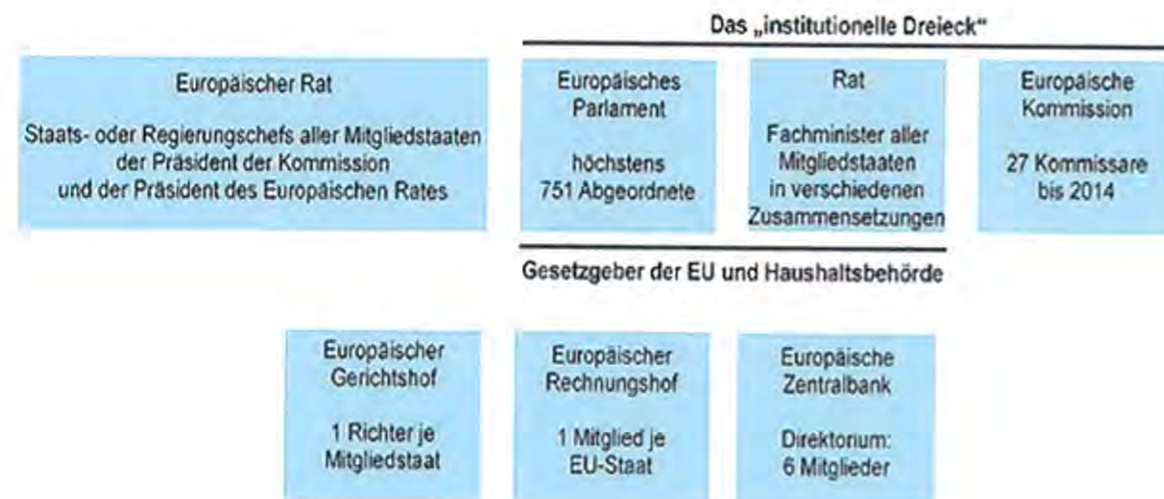 Das „institutionelle Dreieck“
Europäischer Rat
Staats- oder Regierungschefs aller Mitgliedstaaten
der Präsident der Kommission
und der Präsident des Europäischen Rates
Europäisches
Parlament
höchstens
751 Abgeordnete
Rat
Fachminister aller
Mitgliedstaaten
in verschiedenen
Zusammensetzungen
Europäische
Kommission
27 Kommissare
bis 2014
Gesetzgeber der EU und Haushaltsbehörde
Europäischer
Gerichtshof
1 Richter je
Mitgliedstaat
Europäischer
Rechnungshof
1 Mitglied je
EU-Staat
Europäische
Zentralbank
Direktorium:
6 Mitglieder